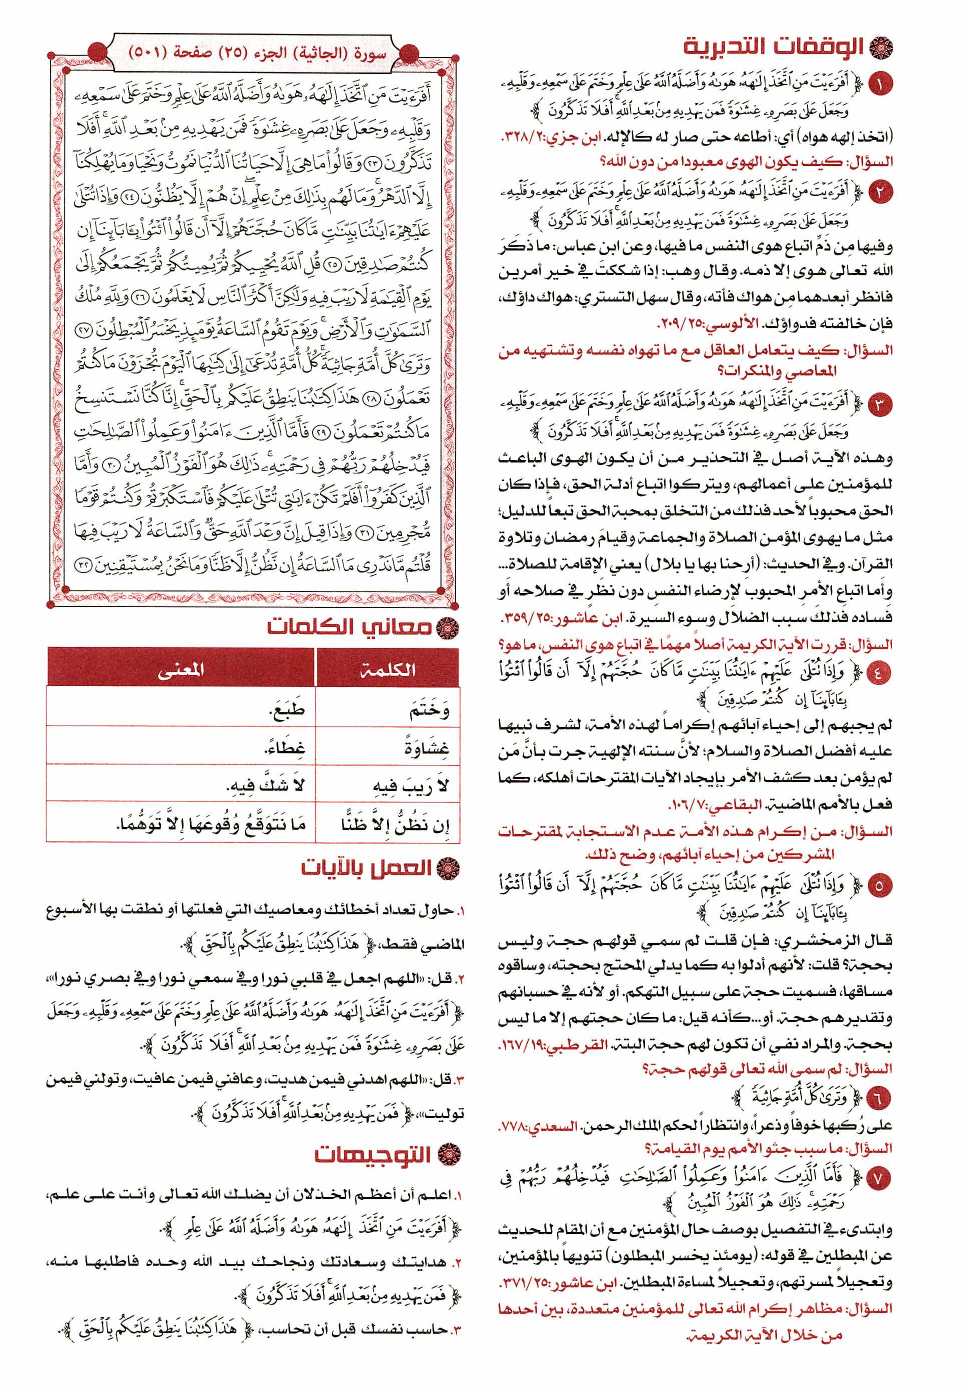 الوقفات التدبرية
١ ﴿ أَفَرَءَيْتَ مَنِ ٱتَّخَذَ إِلَٰهَهُۥ هَوَىٰهُ وَأَضَلَّهُ ٱللَّهُ عَلَىٰ عِلْمٍ وَخَتَمَ عَلَىٰ سَمْعِهِۦ وَقَلْبِهِۦ
وَجَعَلَ عَلَىٰ بَصَرِهِۦ غِشَٰوَةً فَمَن يَهْدِيهِ مِنۢ بَعْدِ ٱللَّهِ ۚ أَفَلَا تَذَكَّرُونَ ﴾
(اتخذ إلهه هواه) أي: أطاعه حتى صار له كالإله. ابن جزي:٣٢٨/٢.
السؤال: كيف يكون الهوى معبودا من دون الله؟
٢ ﴿ أَفَرَءَيْتَ مَنِ ٱتَّخَذَ إِلَٰهَهُۥ هَوَىٰهُ وَأَضَلَّهُ ٱللَّهُ عَلَىٰ عِلْمٍ وَخَتَمَ عَلَىٰ سَمْعِهِۦ وَقَلْبِهِۦ
وَجَعَلَ عَلَىٰ بَصَرِهِۦ غِشَٰوَةً فَمَن يَهْدِيهِ مِنۢ بَعْدِ ٱللَّهِ ۚ أَفَلَا تَذَكَّرُونَ ﴾
وفيها مِن ذَمِّ اتباع هوى النفس ما فيها، وعن ابن عباس: ما ذَكَرَ
الله تعالى هوى إلا ذمه. وقال وهب: إذا شككتَ في خير أمرين
فانظر أبعدهما مِن هواك فأته، وقال سهل التستري: هواك داؤك،
فإن خالفته فدواؤك. الألوسي:٢٠٩/٢٥.
السؤال: كيف يتعامل العاقل مع ما تهواه نفسه وتشتهيه من
المعاصي والمنكرات؟
٣ ﴿ أَفَرَءَيْتَ مَنِ ٱتَّخَذَ إِلَٰهَهُۥ هَوَىٰهُ وَأَضَلَّهُ ٱللَّهُ عَلَىٰ عِلْمٍ وَخَتَمَ عَلَىٰ سَمْعِهِۦ وَقَلْبِهِۦ
وَجَعَلَ عَلَىٰ بَصَرِهِۦ غِشَٰوَةً فَمَن يَهْدِيهِ مِنۢ بَعْدِ ٱللَّهِ ۚ أَفَلَا تَذَكَّرُونَ ﴾
وهذه الآية أصل في التحذير من أن يكون الهوى الباعث
للمؤمنين على أعمالهم، ويتركوا اتباع أدلة الحق، فإذا كان
الحق محبوباً لأحد فذلك من التخلق بمحبة الحق تبعاً للدليل؛
مثل ما يهوى المؤمن الصلاة والجماعة وقيامَ رمضان وتلاوة
القرآن. وفي الحديث: (أرحنا بها يا بلال) يعني الإقامة للصلاة...
وأما اتباع الأمرِ المحبوب لإرضاء النفس دون نظرٍ في صلاحه أو
فساده فذلك سبب الضلال وسوء السيرة. ابن عاشور:٣٥٩/٢٥.
السؤال: قررت الآية الكريمة أصلاً مهمًا في اتباع هوى النفس، ما هو؟
٤ ﴿ وَإِذَا تُتْلَىٰ عَلَيْهِمْ ءَايَٰتُنَا بَيِّنَٰتٍ مَّا كَانَ حُجَّتَهُمْ إِلَّآ أَن قَالُوا۟ ٱئْتُوا۟
بِـَٔابَآئِنَآ إِن كُنتُمْ صَٰدِقِينَ ﴾
لم يجبهم إلى إحياء آبائهم إكراماً لهذه الأمة، لشرف نبيها
عليه أفضل الصلاة والسلام؛ لأنَّ سنته الإلهية جرت بأنَّ مَن
لم يؤمن بعد كشف الأمر بإيجاد الآيات المقترحات أهلكه، كما
فعل بالأمم الماضية. البقاعي:١٠٦/٧.
السؤال: من إكرام هذه الأمة عدم الاستجابة لمقترحات
المشركين من إحياء آبائهم، وضح ذلك.
٥ ﴿ وَإِذَا تُتْلَىٰ عَلَيْهِمْ ءَايَٰتُنَا بَيِّنَٰتٍ مَّا كَانَ حُجَّتَهُمْ إِلَّآ أَن قَالُوا۟ ٱئْتُوا۟
بِـَٔابَآئِنَآ إِن كُنتُمْ صَٰدِقِينَ ﴾
قال الزمخشري: فإن قلت لم سمي قولهم حجة وليس
بحجة؟ قلت: لأنهم أدلوا به كما يدلي المحتج بحجته، وساقوه
مساقها، فسميت حجة على سبيل التهكم. أو لأنه في حسبانهم
وتقديرهم حجة. أو...كأنه قيل: ما كان حجتهم إلا ما ليس
بحجة. والمراد نفي أن تكون لهم حجة البتة. القرطبي:١٦٧/١٩.
السؤال: لم سمى الله تعالى قولهم حجة؟
٦ ﴿ وَتَرَىٰ كُلَّ أُمَّةٍ جَاثِيَةً ﴾
على رُكبها خوفاً وذعراً، وانتظاراً لحكم الملك الرحمن. السعدي:٧٧٨.
السؤال: ما سبب جثو الأمم يوم القيامة؟
٧ ﴿ فَأَمَّا ٱلَّذِينَ ءَامَنُوا۟ وَعَمِلُوا۟ ٱلصَّٰلِحَٰتِ فَيُدْخِلُهُمْ رَبُّهُمْ فِى
رَحْمَتِهِۦ ۚ ذَٰلِكَ هُوَ ٱلْفَوْزُ ٱلْمُبِينُ ﴾
وابتدىء في التفصيل بوصف حال المؤمنين مع أن المقام للحديث
عن المبطلين في قوله: (يومئذ يخسر المبطلون) تنويهاً بالمؤمنين،
وتعجيلاً لمسرتهم، وتعجيلاً لمساءة المبطلين. ابن عاشور:٣٧١/٢٥.
السؤال: مظاهر إكرام الله تعالى للمؤمنين متعددة، بين أحدها
من خلال الآية الكريمة.
سورة (الجاثية) الجزء (٢٥) صفحة (٥٠١)
أَفَرَءَيْتَ مَنِ ٱتَّخَذَ إِلَٰهَهُۥ هَوَىٰهُ وَأَضَلَّهُ ٱللَّهُ عَلَىٰ عِلْمٍ وَخَتَمَ عَلَىٰ سَمْعِهِۦ
وَقَلْبِهِۦ وَجَعَلَ عَلَىٰ بَصَرِهِۦ غِشَٰوَةً فَمَن يَهْدِيهِ مِنۢ بَعْدِ ٱللَّهِ ۚ أَفَلَا
تَذَكَّرُونَ ٢٣ وَقَالُوا۟ مَا هِىَ إِلَّا حَيَاتُنَا ٱلدُّنْيَا نَمُوتُ وَنَحْيَا وَمَا يُهْلِكُنَآ
إِلَّا ٱلدَّهْرُ ۚ وَمَا لَهُم بِذَٰلِكَ مِنْ عِلْمٍ ۖ إِنْ هُمْ إِلَّا يَظُنُّونَ ٢٤ وَإِذَا تُتْلَىٰ
عَلَيْهِمْ ءَايَٰتُنَا بَيِّنَٰتٍ مَّا كَانَ حُجَّتَهُمْ إِلَّآ أَن قَالُوا۟ ٱئْتُوا۟ بِـَٔابَآئِنَآ إِن
كُنتُمْ صَٰدِقِينَ ٢٥ قُلِ ٱللَّهُ يُحْيِيكُمْ ثُمَّ يُمِيتُكُمْ ثُمَّ يَجْمَعُكُمْ إِلَىٰ
يَوْمِ ٱلْقِيَٰمَةِ لَا رَيْبَ فِيهِ وَلَٰكِنَّ أَكْثَرَ ٱلنَّاسِ لَا يَعْلَمُونَ ٢٦ وَلِلَّهِ مُلْكُ
ٱلسَّمَٰوَٰتِ وَٱلْأَرْضِ ۚ وَيَوْمَ تَقُومُ ٱلسَّاعَةُ يَوْمَئِذٍ يَخْسَرُ ٱلْمُبْطِلُونَ ٢٧
وَتَرَىٰ كُلَّ أُمَّةٍ جَاثِيَةً ۚ كُلُّ أُمَّةٍ تُدْعَىٰٓ إِلَىٰ كِتَٰبِهَا ٱلْيَوْمَ تُجْزَوْنَ مَا كُنتُمْ
تَعْمَلُونَ ٢٨ هَٰذَا كِتَٰبُنَا يَنطِقُ عَلَيْكُم بِٱلْحَقِّ ۚ إِنَّا كُنَّا نَسْتَنسِخُ
مَا كُنتُمْ تَعْمَلُونَ ٢٩ فَأَمَّا ٱلَّذِينَ ءَامَنُوا۟ وَعَمِلُوا۟ ٱلصَّٰلِحَٰتِ
فَيُدْخِلُهُمْ رَبُّهُمْ فِى رَحْمَتِهِۦ ۚ ذَٰلِكَ هُوَ ٱلْفَوْزُ ٱلْمُبِينُ ٣٠ وَأَمَّا
ٱلَّذِينَ كَفَرُوٓا۟ أَفَلَمْ تَكُنْ ءَايَٰتِى تُتْلَىٰ عَلَيْكُمْ فَٱسْتَكْبَرْتُمْ وَكُنتُمْ قَوْمًا
مُّجْرِمِينَ ٣١ وَإِذَا قِيلَ إِنَّ وَعْدَ ٱللَّهِ حَقٌّ وَٱلسَّاعَةُ لَا رَيْبَ فِيهَا
قُلْتُم مَّا نَدْرِى مَا ٱلسَّاعَةُ إِن نَّظُنُّ إِلَّا ظَنًّا وَمَا نَحْنُ بِمُسْتَيْقِنِينَ ٣٢
معاني الكلمات
الكلمة المعنى
وَخَتَمَ طَبَعَ.
غِشَاوَةً غِطَاءً.
لاَ رَيبَ فِيهِ لاَ شَكَّ فِيهِ.
إِن نَظُنُّ إِلاَّ ظَنًّا مَا نَتَوَقَّعُ وُقُوعَهَا إِلاَّ تَوَهُّمًا.
العمل بالآيات
١. حاول تعداد أخطائك ومعاصيك التي فعلتها أو نطقت بها الأسبوع
الماضي فقط، ﴿ هَٰذَا كِتَٰبُنَا يَنطِقُ عَلَيْكُم بِٱلْحَقِّ ﴾.
٢. قل: «اللهم اجعل في قلبي نورا وفي سمعي نورا وفي بصري نورا»،
﴿ أَفَرَءَيْتَ مَنِ ٱتَّخَذَ إِلَٰهَهُۥ هَوَىٰهُ وَأَضَلَّهُ ٱللَّهُ عَلَىٰ عِلْمٍ وَخَتَمَ عَلَىٰ سَمْعِهِۦ وَقَلْبِهِۦ وَجَعَلَ
عَلَىٰ بَصَرِهِۦ غِشَٰوَةً فَمَن يَهْدِيهِ مِنۢ بَعْدِ ٱللَّهِ ۚ أَفَلَا تَذَكَّرُونَ ﴾.
٣. قل: «اللهم اهدني فيمن هديت، وعافني فيمن عافيت، وتولني فيمن
توليت»، ﴿ فَمَن يَهْدِيهِ مِنۢ بَعْدِ ٱللَّهِ ۚ أَفَلَا تَذَكَّرُونَ ﴾.
التوجيهات
١. اعلم أن أعظم الخذلان أن يضلك الله تعالى وأنت على علم،
﴿ أَفَرَءَيْتَ مَنِ ٱتَّخَذَ إِلَٰهَهُۥ هَوَىٰهُ وَأَضَلَّهُ ٱللَّهُ عَلَىٰ عِلْمٍ ﴾.
٢. هدايتك وسعادتك ونجاحك بيد الله وحده فاطلبها منه،
﴿ فَمَن يَهْدِيهِ مِنۢ بَعْدِ ٱللَّهِ ۚ أَفَلَا تَذَكَّرُونَ ﴾.
٣. حاسب نفسك قبل أن تحاسب، ﴿ هَٰذَا كِتَٰبُنَا يَنطِقُ عَلَيْكُم بِٱلْحَقِّ ﴾.